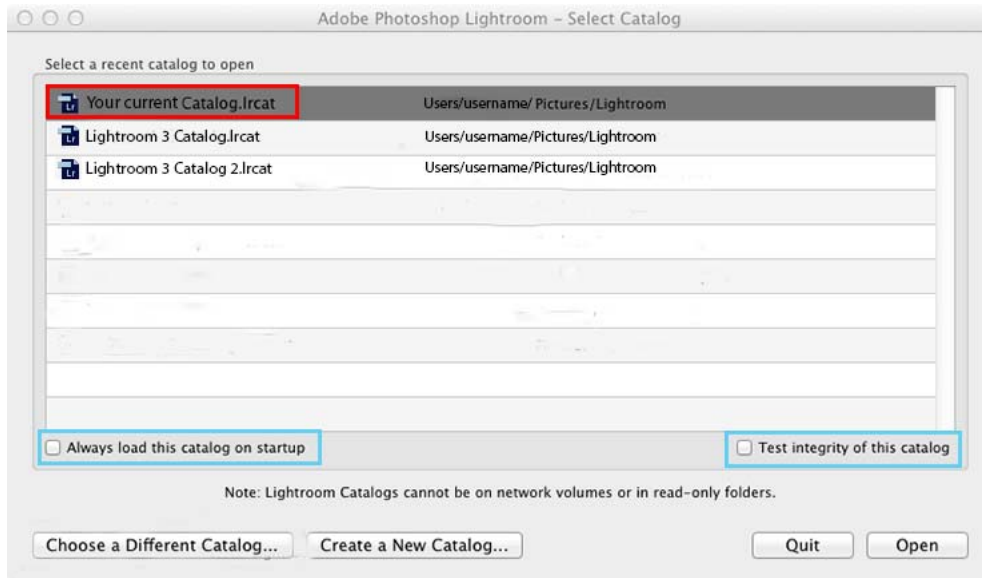 Adobe Photoshop Lightroom – Select Catalog
Select a recent catalog to open
Your current Catalog.lrcat Users/username/ Pictures/Lightroom
Lightroom 3 Catalog.lrcat Users/username/Pictures/Lightroom
Lightroom 3 Catalog 2.lrcat Users/username/Pictures/Lightroom
Always load this catalog on startup Test integrity of this catalog
Note: Lightroom Catalogs cannot be on network volumes or in read-only folders.
Choose a Different Catalog... Create a New Catalog... Quit Open